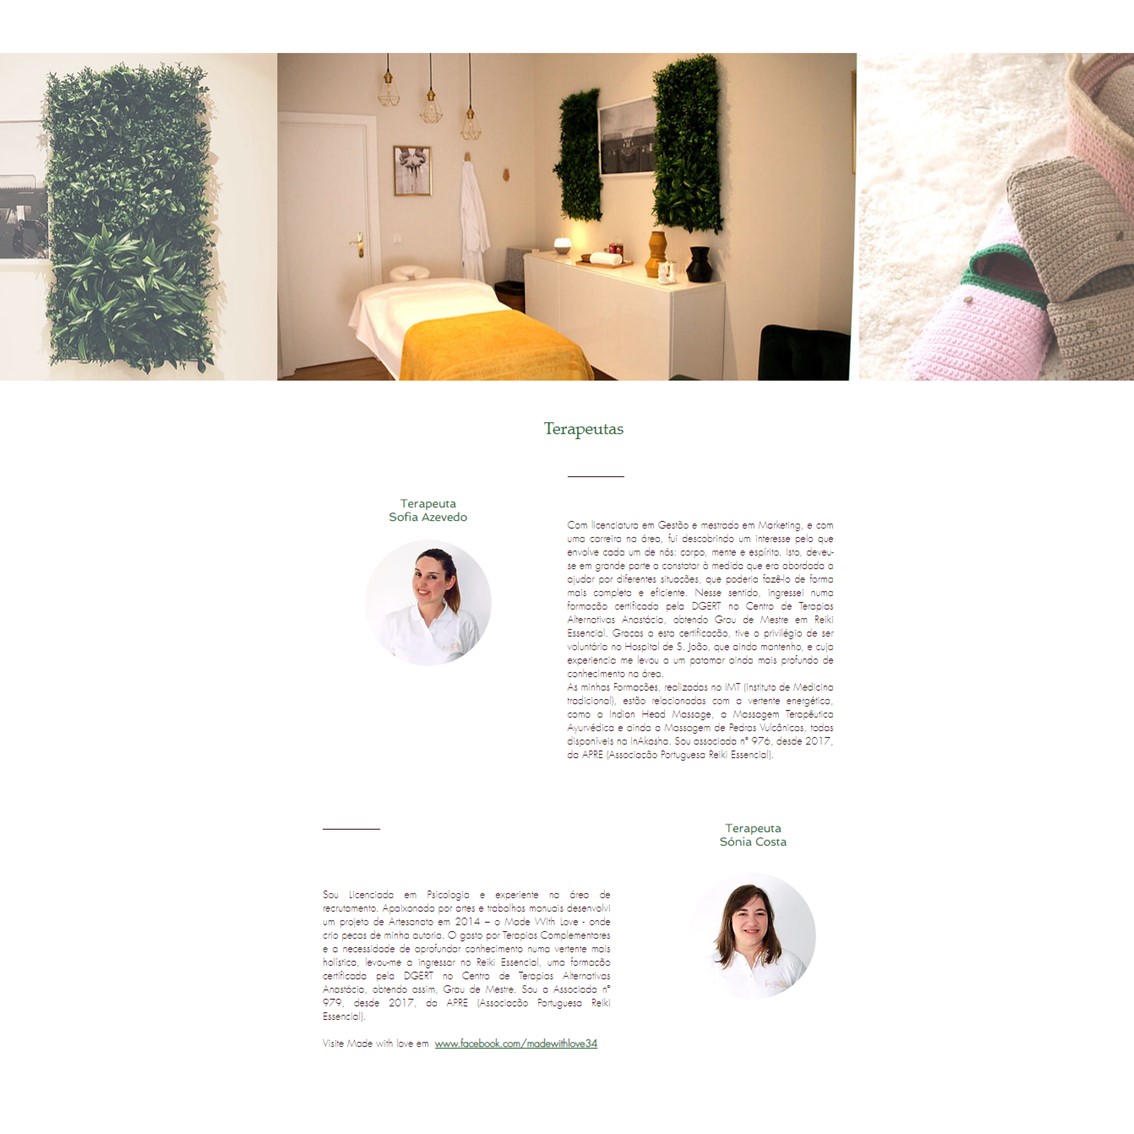 Terapeutas
Terapeuta
Sofia Azevedo
Com licenciatura em Gestão e mestrado em Marketing, e com
uma carreira na área, fui descobrindo um interesse pelo que
envolve cada um de nós: corpo, mente e espírito. Isto, deveu-
se em grande parte a constatar à medida que era abordada a
ajudar por diferentes situações, que poderia fazê-lo de forma
mais completa e eficiente. Nesse sentido, ingressei numa
formação certificada pela DGERT no Centro de Terapias
Alternativas Anastácia, obtendo Grau de Mestre em Reiki
Essencial. Graças a esta certificação, tive o privilégio de ser
voluntária no Hospital de S. João, que ainda mantenho, e cuja
experiencia me levou a um patamar ainda mais profundo de
conhecimento na área.
As minhas Formações, realizadas no IMT (Instituto de Medicina
tradicional), estão relacionadas com a vertente energética,
como a Indian Head Massage, a Massagem Terapêutica
Ayurvédica e ainda a Massagem de Pedras Vulcânicas, todas
disponíveis na InAkasha. Sou associada nº 976, desde 2017,
da APRE (Associação Portuguesa Reiki Essencial).
Terapeuta
Sónia Costa
Sou Licenciada em Psicologia e experiente na área de
recrutamento. Apaixonada por artes e trabalhos manuais desenvolvi
um projeto de Artesanato em 2014 – o Made With Love - onde
crio peças de minha autoria. O gosto por Terapias Complementares
e a necessidade de aprofundar conhecimento numa vertente mais
holística, levou-me a ingressar no Reiki Essencial, uma formação
certificada pela DGERT no Centro de Terapias Alternativas
Anastácia, obtendo assim, Grau de Mestre. Sou a Associada nº
979, desde 2017, da APRE (Associação Portuguesa Reiki
Essencial).
Visite Made with love em www.facebook.com/madewithlove34